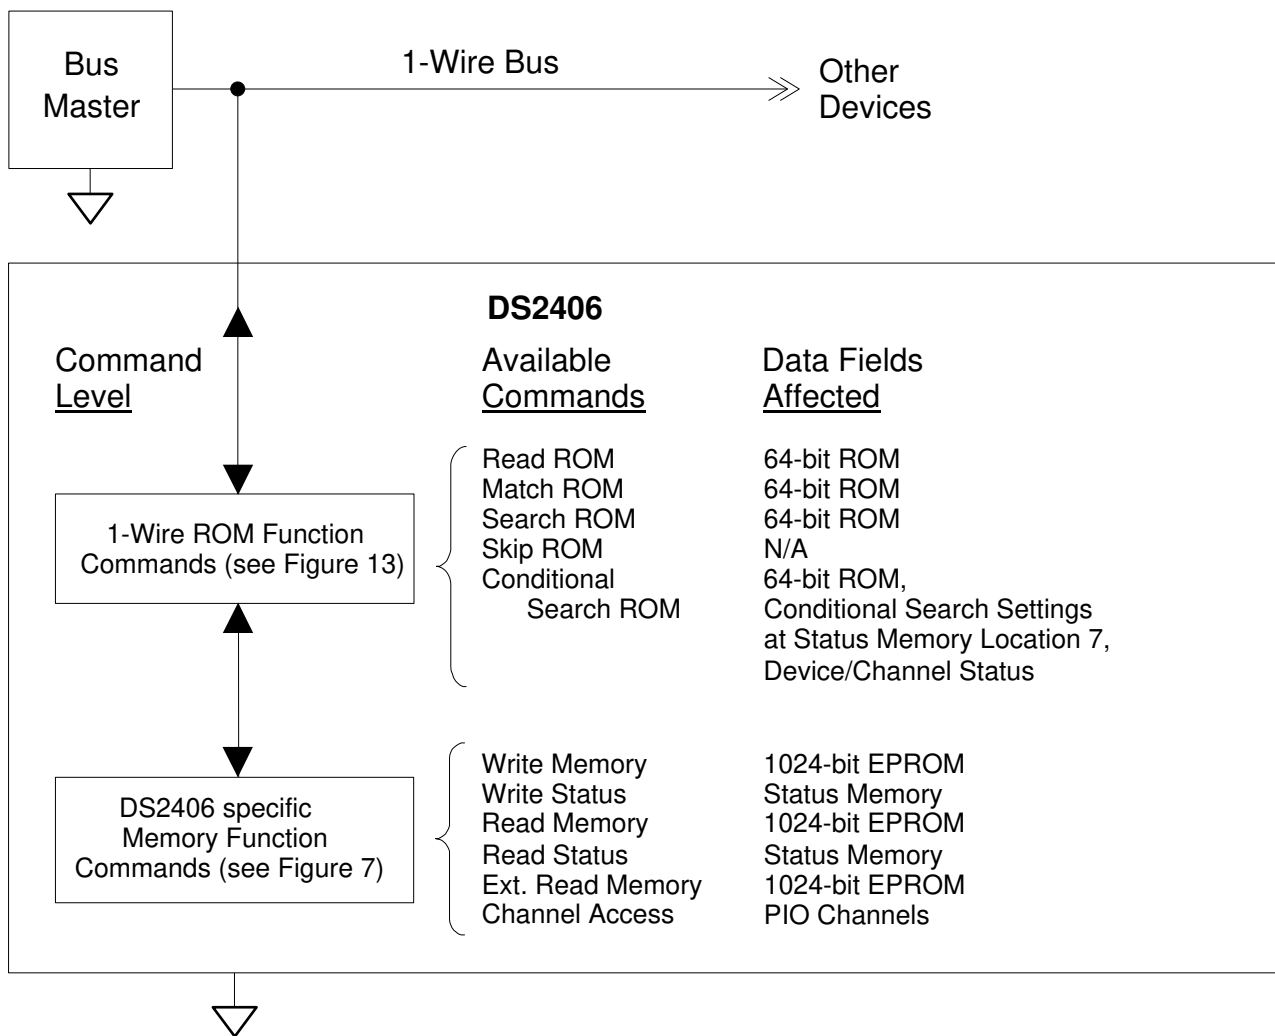 Bus
Master
1-Wire Bus
Other
Devices
DS2406
Command
Level
Available
Commands
Data Fields
Affected
1-Wire ROM Function
Commands (see Figure 13)
Read ROM 64-bit ROM
Match ROM 64-bit ROM
Search ROM 64-bit ROM
Skip ROM N/A
Conditional 64-bit ROM,
Search ROM Conditional Search Settings
at Status Memory Location 7,
Device/Channel Status
DS2406 specific
Memory Function
Commands (see Figure 7)
Write Memory 1024-bit EPROM
Write Status Status Memory
Read Memory 1024-bit EPROM
Read Status Status Memory
Ext. Read Memory 1024-bit EPROM
Channel Access PIO Channels